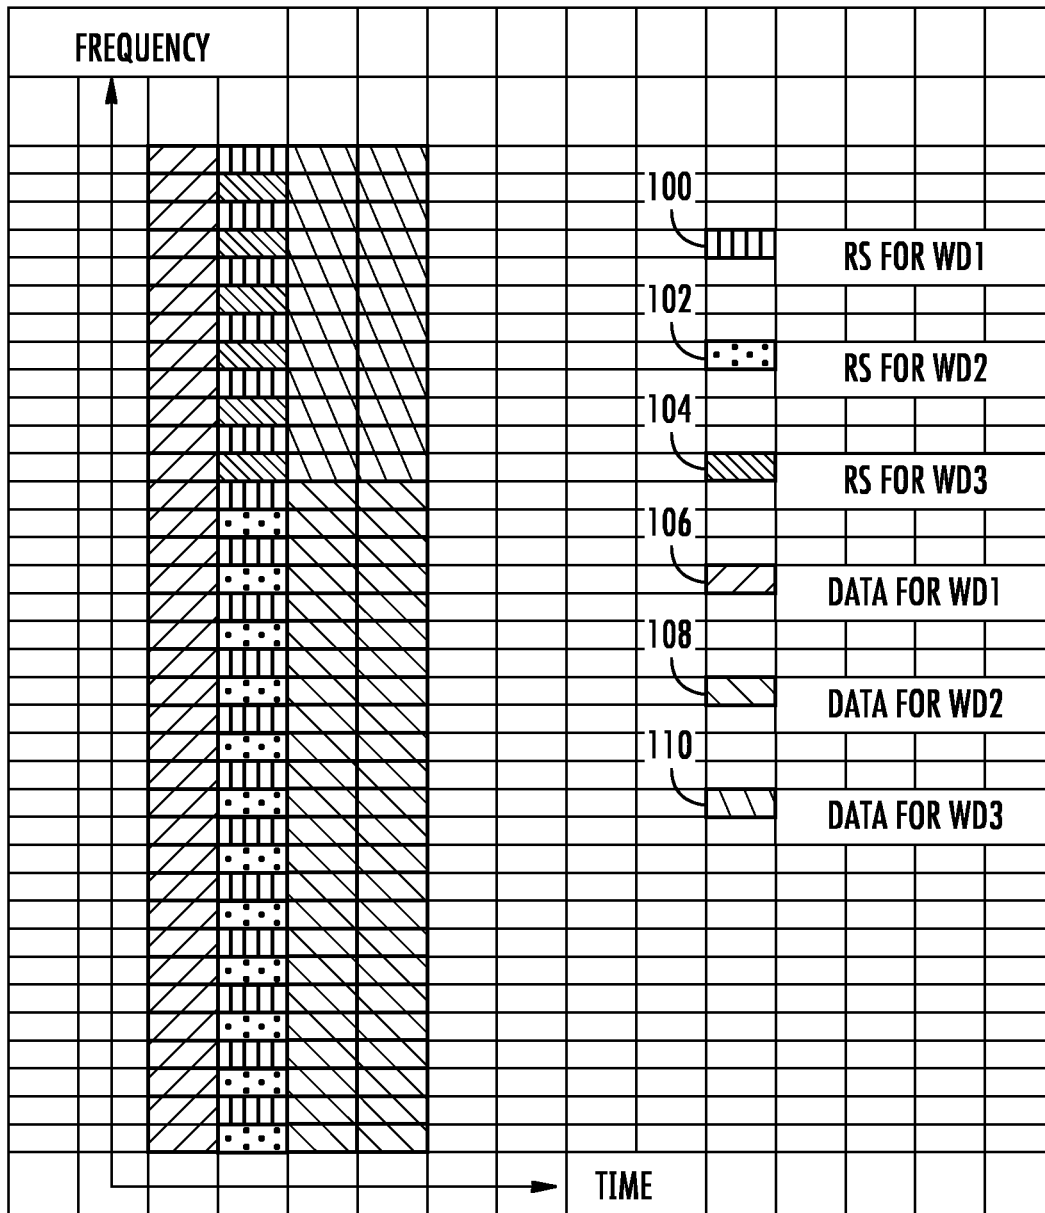 FREQUENCY
100
RS FOR WD1
102
RS FOR WD2
104
RS FOR WD3
106
DATA FOR WD1
108
DATA FOR WD2
110
DATA FOR WD3
TIME